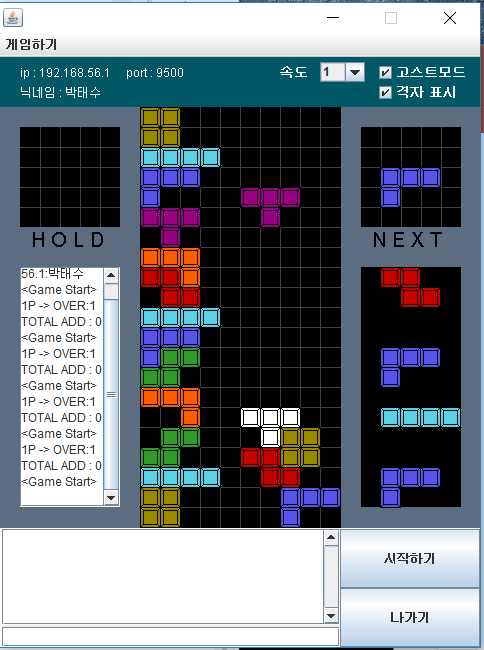 게임하기
ip : 192.168.56.1 port : 9500 속도 1 고스트모드
닉네임 : 박태수 격자 표시
HOLD
NEXT
56.1:박태수
<Game Start>
1P -> OVER:1
TOTAL ADD : 0
<Game Start>
1P -> OVER:1
TOTAL ADD : 0
<Game Start>
1P -> OVER:1
TOTAL ADD : 0
<Game Start>
1P -> OVER:1
TOTAL ADD : 0
<Game Start>
시작하기
나가기